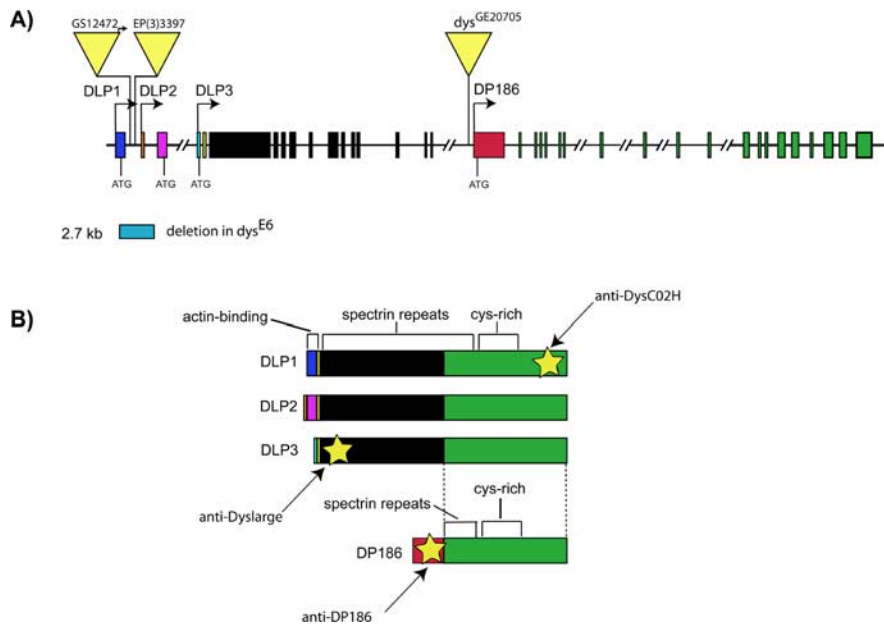 A)
GS12472 EP(3)3397
dys^GE20705
DLP1 DLP2 DLP3 DP186
// // // // //
ATG ATG ATG ATG
2.7 kb deletion in dys^E6
B)
anti-DysC02H
actin-binding spectrin repeats cys-rich
DLP1
DLP2
DLP3
anti-Dyslarge
spectrin repeats cys-rich
DP186
anti-DP186